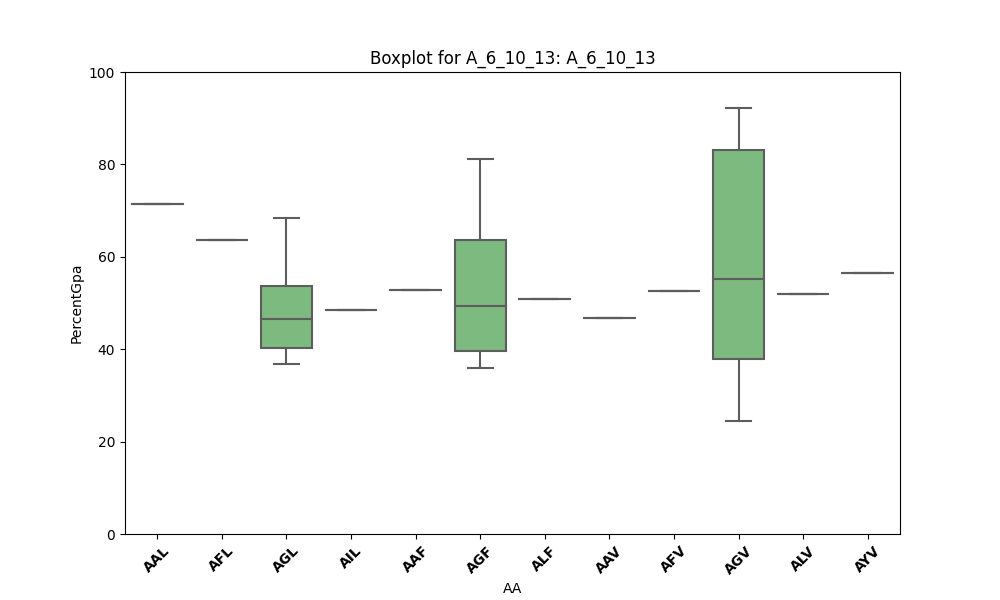 Boxplot for A_6_10_13: A_6_10_13
PercentGpa
100
80
60
40
20
0
AAL
AFL
AGL
AIL
AAF
AGF
ALF
AAV
AFV
AGV
ALV
AYV
AA